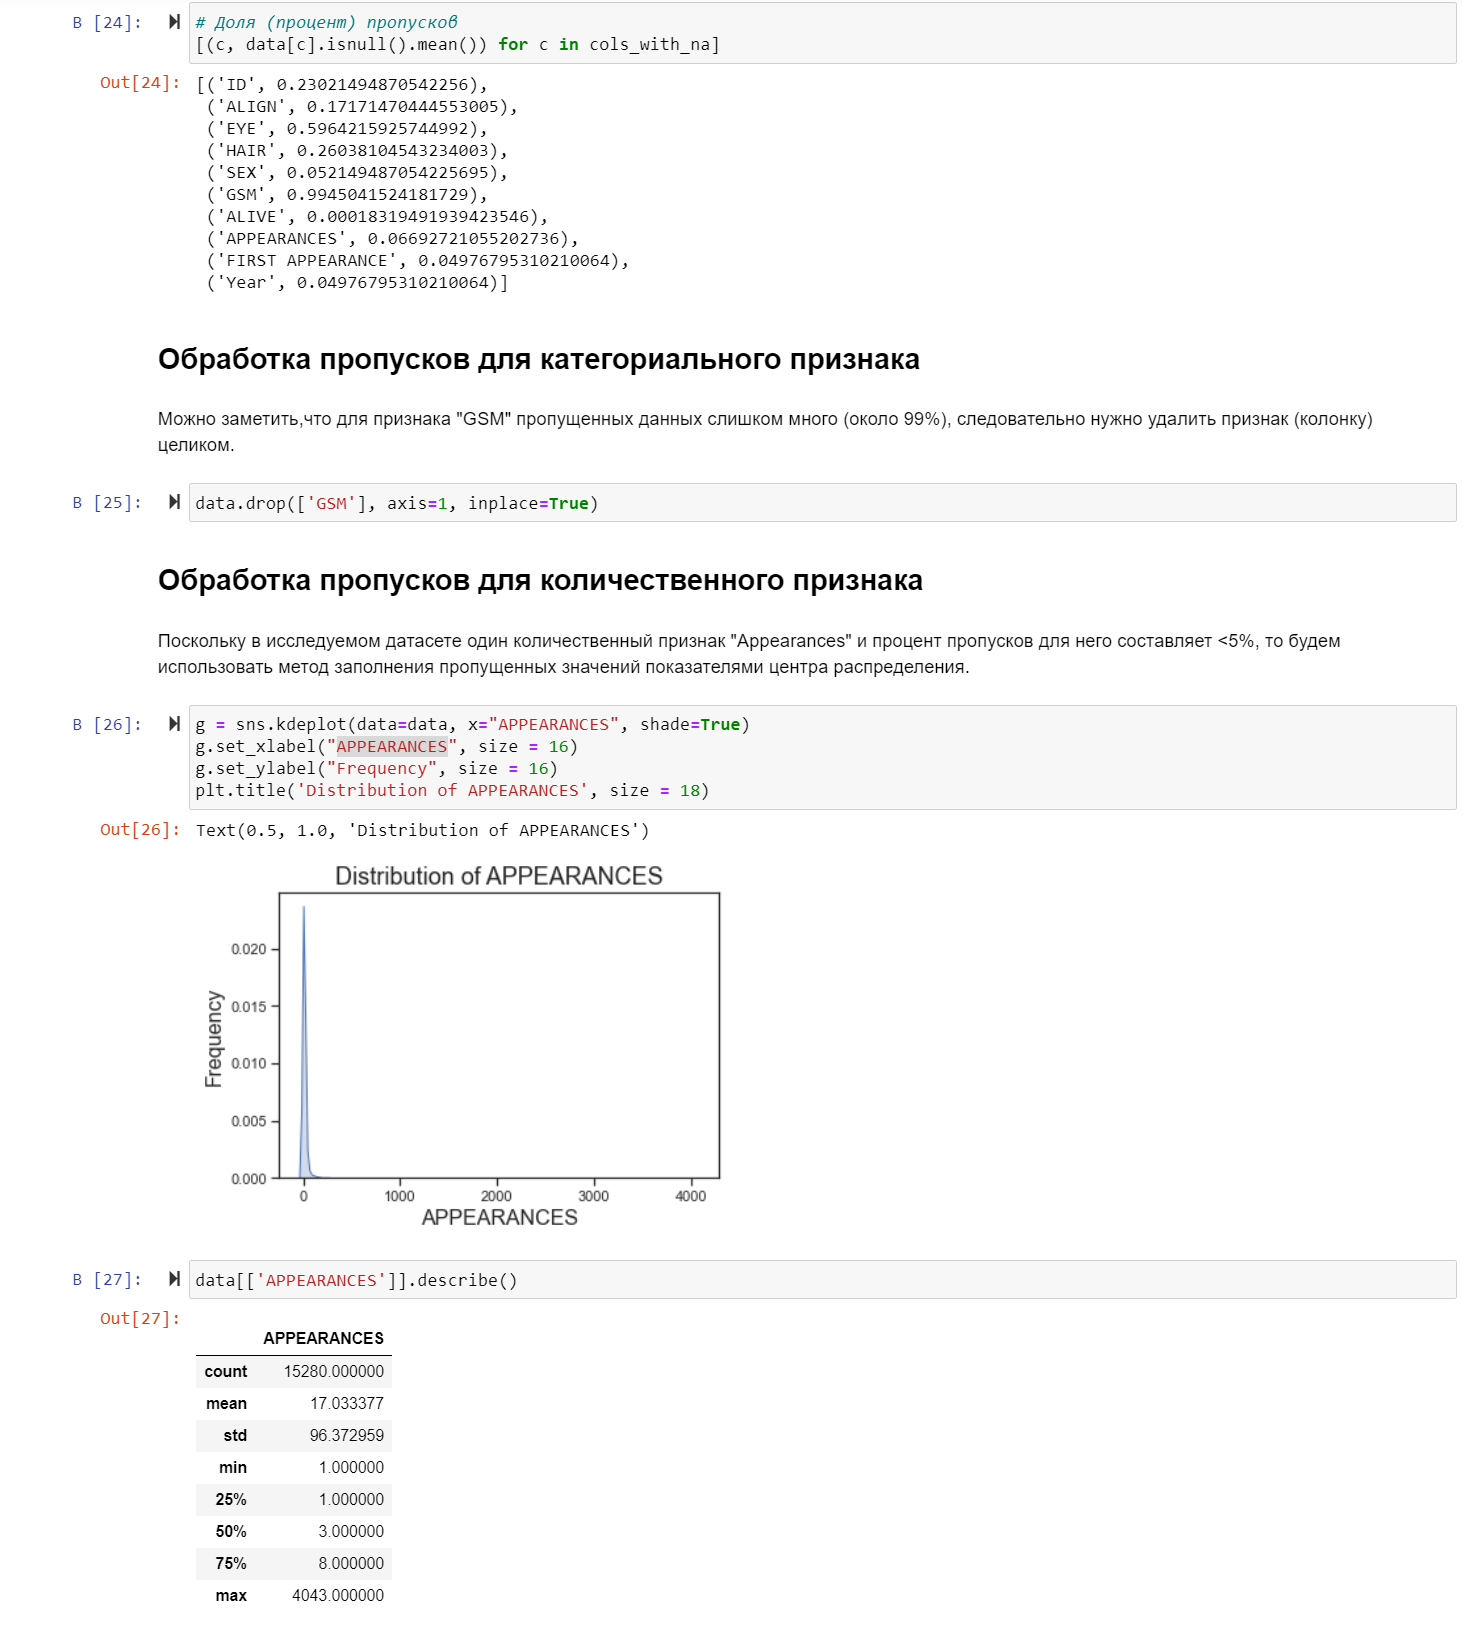 В [24]: # Доля (процент) пропусков
[(c, data[c].isnull().mean()) for c in cols_with_na]
Out[24]: [('ID', 0.23021494870542256),
('ALIGN', 0.17171470444553005),
('EYE', 0.5964215925744992),
('HAIR', 0.26038104543234003),
('SEX', 0.052149487054225695),
('GSM', 0.9945041524181729),
('ALIVE', 0.00018319491939423546),
('APPEARANCES', 0.06692721055202736),
('FIRST APPEARANCE', 0.04976795310210064),
('Year', 0.04976795310210064)]
Обработка пропусков для категориального признака
Можно заметить,что для признака "GSM" пропущенных данных слишком много (около 99%), следовательно нужно удалить признак (колонку)
целиком.
В [25]: data.drop(['GSM'], axis=1, inplace=True)
Обработка пропусков для количественного признака
Поскольку в исследуемом датасете один количественный признак "Appearances" и процент пропусков для него составляет <5%, то будем
использовать метод заполнения пропущенных значений показателями центра распределения.
В [26]: g = sns.kdeplot(data=data, x="APPEARANCES", shade=True)
g.set_xlabel("APPEARANCES", size = 16)
g.set_ylabel("Frequency", size = 16)
plt.title('Distribution of APPEARANCES', size = 18)
Out[26]: Text(0.5, 1.0, 'Distribution of APPEARANCES')
Distribution of APPEARANCES
Frequency
0.020
0.015
0.010
0.005
0.000
0 1000 2000 3000 4000
APPEARANCES
В [27]: data[['APPEARANCES']].describe()
Out[27]:
APPEARANCES
count 15280.000000
mean 17.033377
std 96.372959
min 1.000000
25% 1.000000
50% 3.000000
75% 8.000000
max 4043.000000